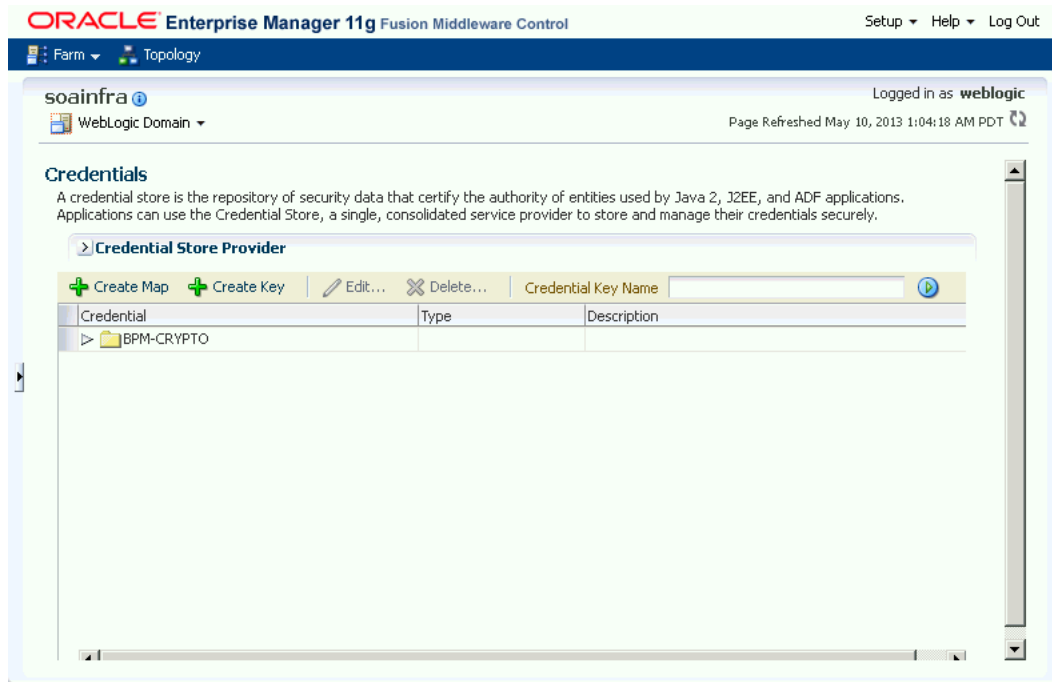 ORACLE Enterprise Manager 11g Fusion Middleware Control
Setup Help Log Out
Farm Topology
soainfra
Logged in as weblogic
WebLogic Domain
Page Refreshed May 10, 2013 1:04:18 AM PDT
Credentials
A credential store is the repository of security data that certify the authority of entities used by Java 2, J2EE, and ADF applications.
Applications can use the Credential Store, a single, consolidated service provider to store and manage their credentials securely.
Credential Store Provider
Create Map Create Key Edit... Delete... Credential Key Name
Credential Type Description
BPM-CRYPTO